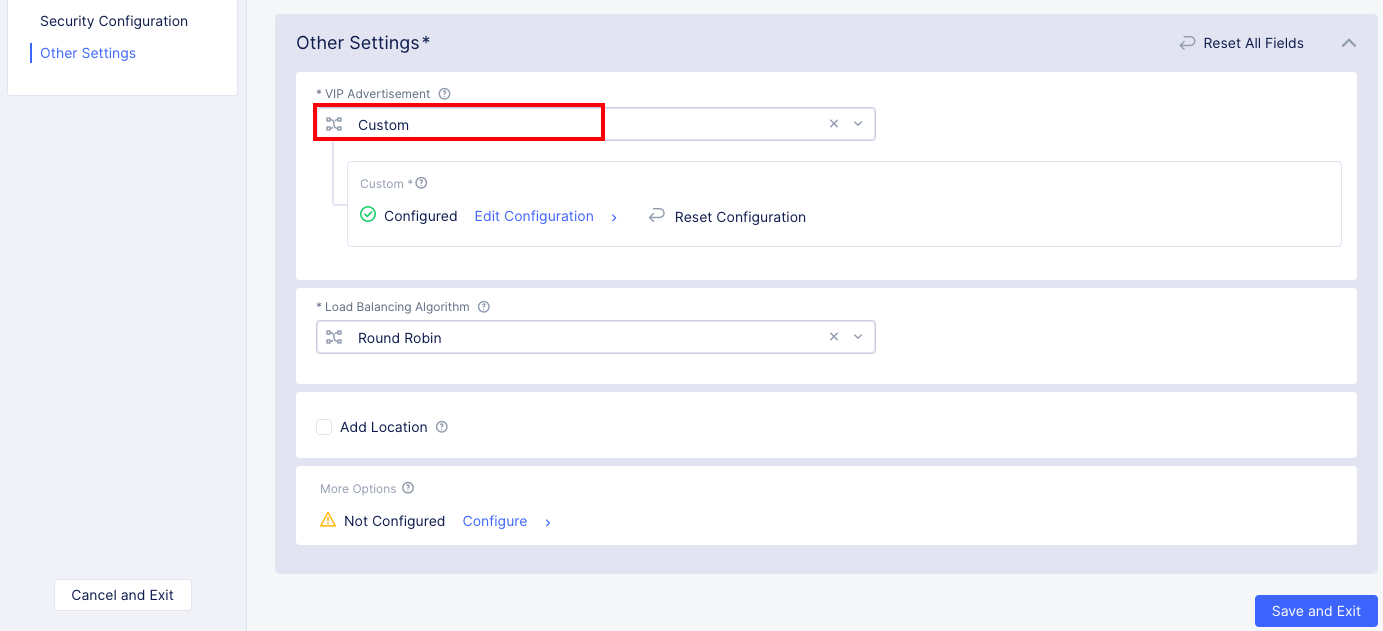 Security Configuration
Other Settings
Other Settings*
Reset All Fields
* VIP Advertisement
Custom
Custom *
Configured Edit Configuration Reset Configuration
* Load Balancing Algorithm
Round Robin
Add Location
More Options
Not Configured Configure
Cancel and Exit
Save and Exit